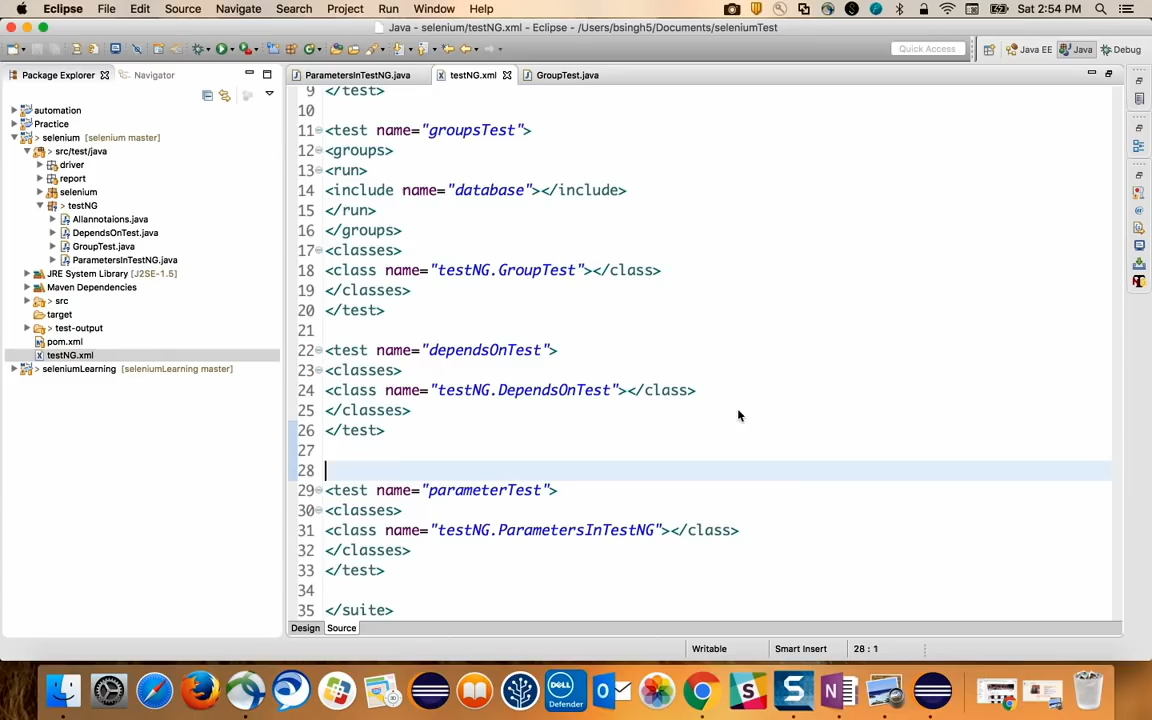 Eclipse File Edit Source Navigate Search Project Run Window Help Sat 2:54 PM
Java - selenium/testNG.xml - Eclipse - /Users/bsingh5/Documents/seleniumTest
Quick Access Java EE Java Debug
Package Explorer Navigator
ParametersInTestNG.java testNG.xml GroupTest.java
automation
Practice
> selenium [selenium master]
> src/test/java
driver
report
selenium
> testNG
Allannotaions.java
DependsOnTest.java
GroupTest.java
ParametersInTestNG.java
JRE System Library [J2SE-1.5]
Maven Dependencies
> src
target
> test-output
pom.xml
testNG.xml
> seleniumLearning [seleniumLearning master]
9 </test>
10
11 <test name="groupsTest">
12 <groups>
13 <run>
14 <include name="database"></include>
15 </run>
16 </groups>
17 <classes>
18 <class name="testNG.GroupTest"></class>
19 </classes>
20 </test>
21
22 <test name="dependsOnTest">
23 <classes>
24 <class name="testNG.DependsOnTest"></class>
25 </classes>
26 </test>
27
28
29 <test name="parameterTest">
30 <classes>
31 <class name="testNG.ParametersInTestNG"></class>
32 </classes>
33 </test>
34
35 </suite>
Design Source
Writable Smart Insert 28 : 1
DELL
Defender